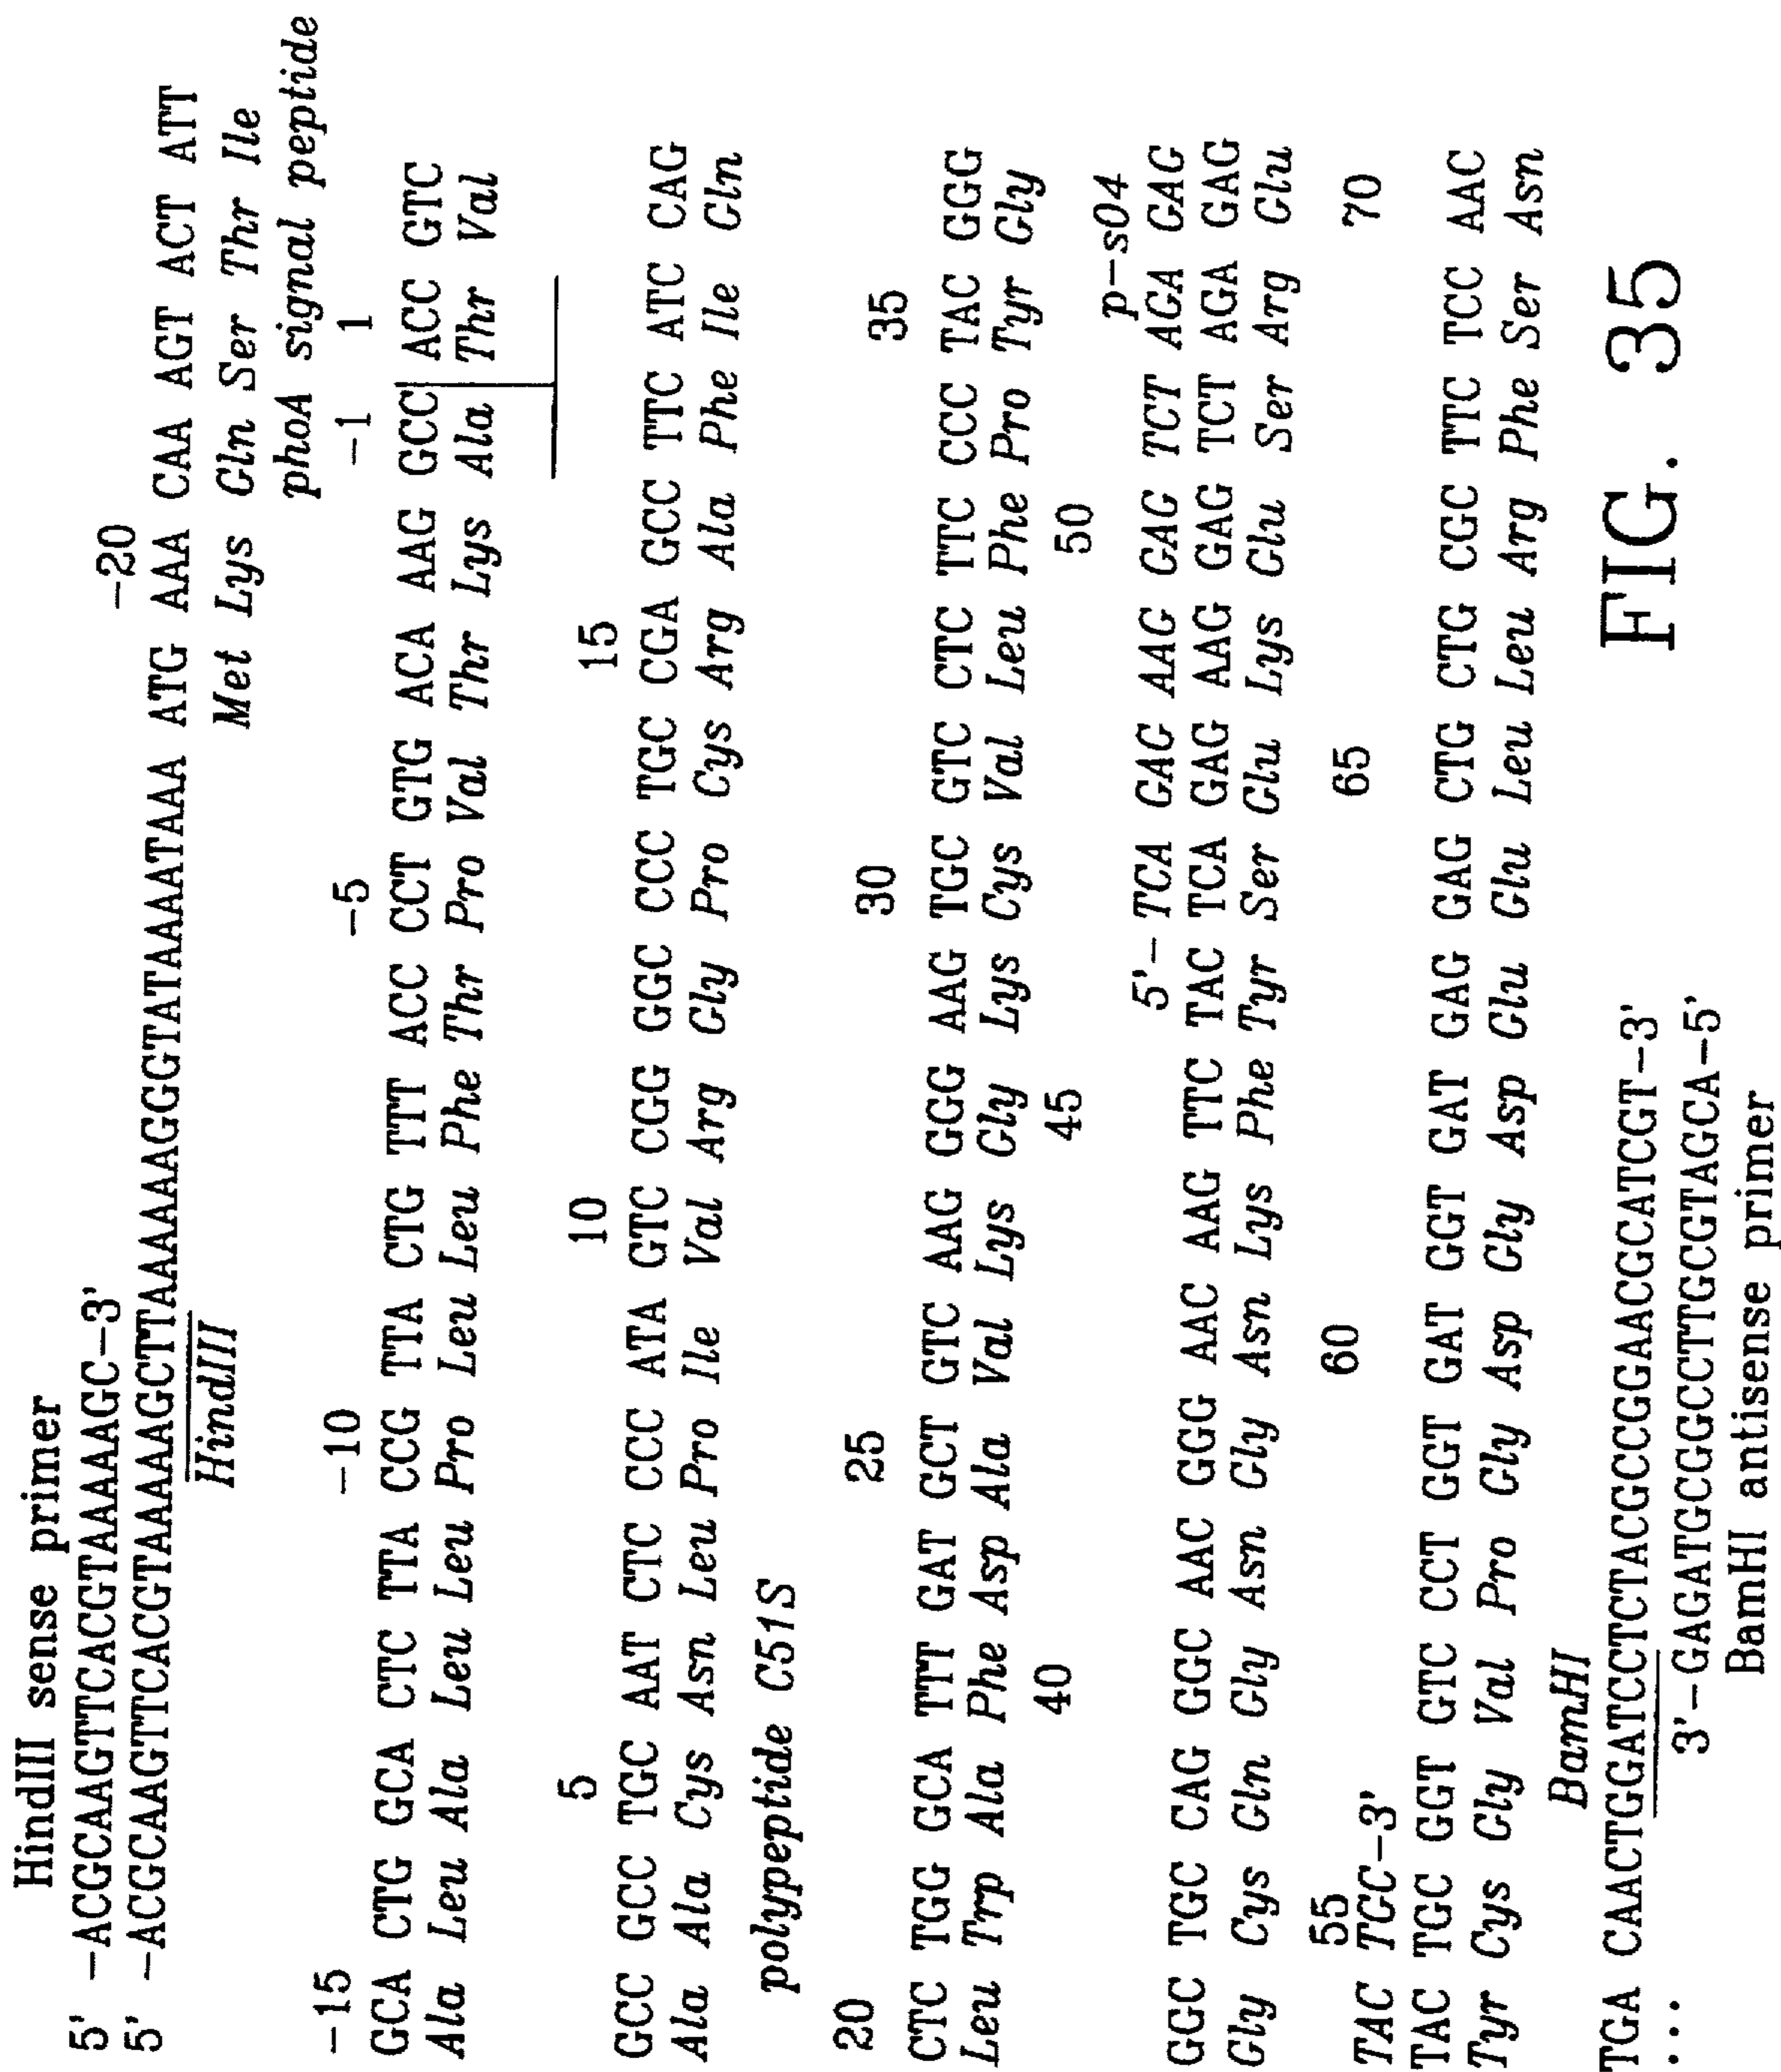 HindIII sense primer
5' -ACGCAAGTTCACGTAAAAAGC-3'
5' -ACGCAAGTTCACGTAAAAAGCTTAAAAAAGGGTATAAAATAAA ATG AAA CAA AGT ACT ATT
-20
HindIII
Met Lys Gln Ser Thr Ile
phoA signal peptide
-15 -10 -5 -1 1
GCA CTG GCA CTC TTA CCG TTA CTG TTT ACC CCT GTG ACA AAG GCC ACC GTC
Ala Leu Ala Leu Leu Pro Leu Leu Phe Thr Pro Val Thr Lys Ala Thr Val
5 10 15
GCC GCC TGC AAT CTC CCC ATA GTC CGG GGC CCC TGC CGA GCC TTC ATC CAG
Ala Ala Cys Asn Leu Pro Ile Val Arg Gly Pro Cys Arg Ala Phe Ile Gln
polypeptide C51S
20 25 30 35
CTC TGG GCA TTT GAT GCT GTC AAG GGG AAG TGC GTC CTC TTC CCC TAC GGG
Leu Trp Ala Phe Asp Ala Val Lys Gly Lys Cys Val Leu Phe Pro Tyr Gly
40 45 50
5'- TCA GAG AAG GAG TCT AGA GAG p-s04
GGC TGC CAG GGC AAC GGG AAC AAG TTC TAC TCA GAG AAG GAG TCT AGA GAG
Gly Cys Gln Gly Asn Gly Asn Lys Phe Tyr Ser Glu Lys Glu Ser Arg Glu
55 60 65 70
TAC TGC-3'
TAC TGC GGT GTC CCT GGT GAT GGT GAT GAG GAG CTG CTG CGC TTC TCC AAC
Tyr Cys Gly Val Pro Gly Asp Gly Asp Glu Glu Leu Leu Arg Phe Ser Asn
BamHI
TGA CAACTGGATCCTCTACGCCGGAACGCATCGT-3'
... 3'-GAGATGCGGCCTTGCGTAGCA-5'
BamHI antisense primer
FIG. 35